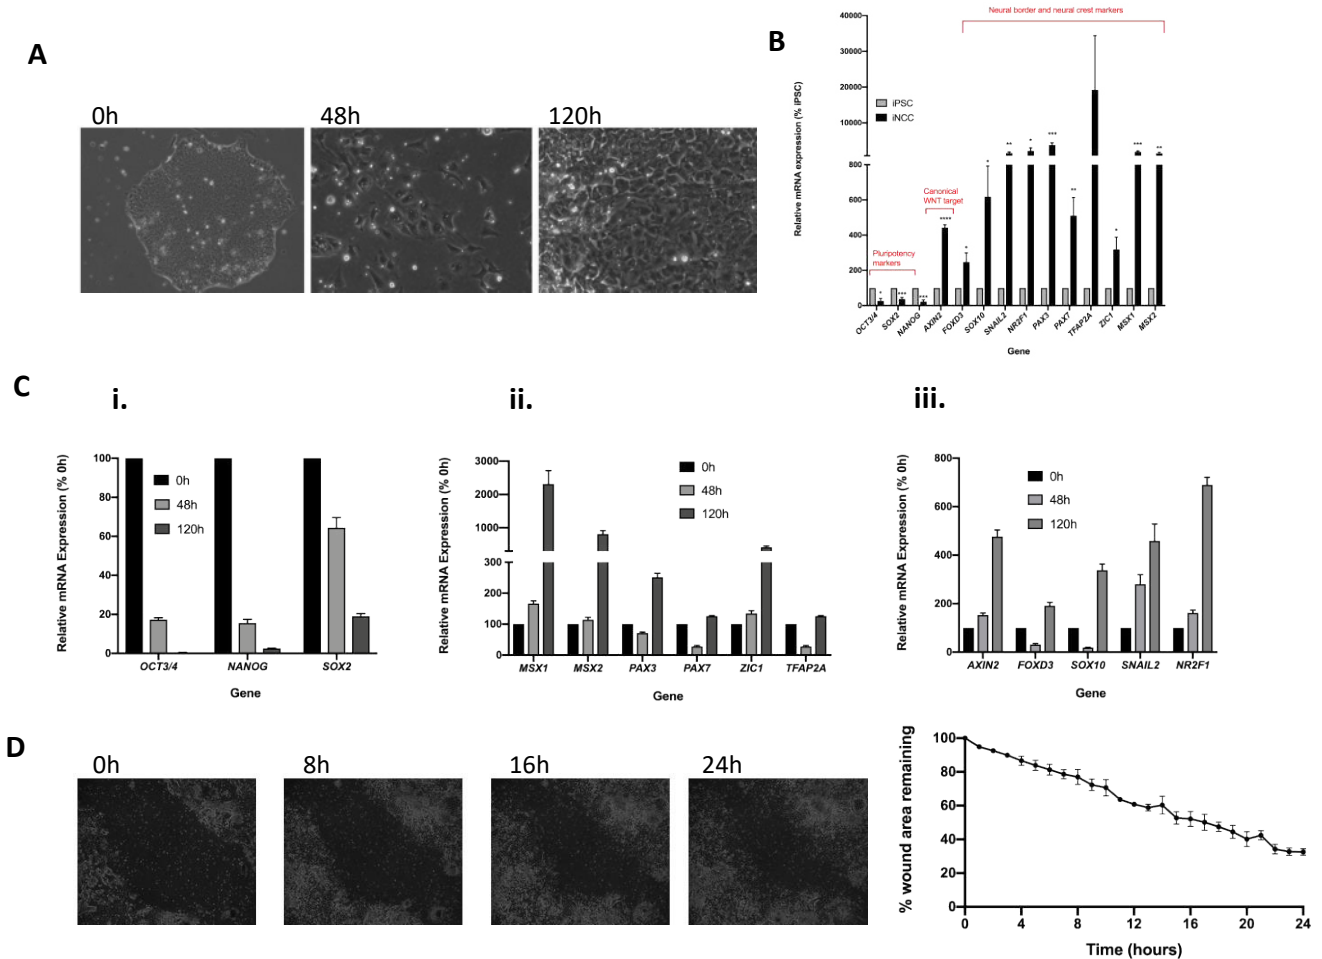 A
0h
48h
120h
B
Neural border and neural crest markers
40000
30000
20000
10000
800
600
400
200
0
Relative mRNA expression (% iPSC)
iPSC
iNCC
Pluripotency
markers
Canonical
WNT target
*
***
***
****
*
*
**
*
***
**
*
***
**
OCT3/4
SOX2
NANOG
AXIN2
FOXD3
SOX10
SNAIL2
NR2F1
PAX3
PAX7
TFAP2A
ZIC1
MSX1
MSX2
Gene
C
i.
Relative mRNA Expression (% 0h)
100
80
60
40
20
0
0h
48h
120h
OCT3/4
NANOG
SOX2
Gene
ii.
Relative mRNA Expression (% 0h)
3000
2000
1000
300
200
100
0
0h
48h
120h
MSX1
MSX2
PAX3
PAX7
ZIC1
TFAP2A
Gene
iii.
Relative mRNA Expression (% 0h)
800
600
400
200
0
0h
48h
120h
AXIN2
FOXD3
SOX10
SNAIL2
NR2F1
Gene
D
0h
8h
16h
24h
% wound area remaining
100
80
60
40
20
0
0
4
8
12
16
20
24
Time (hours)